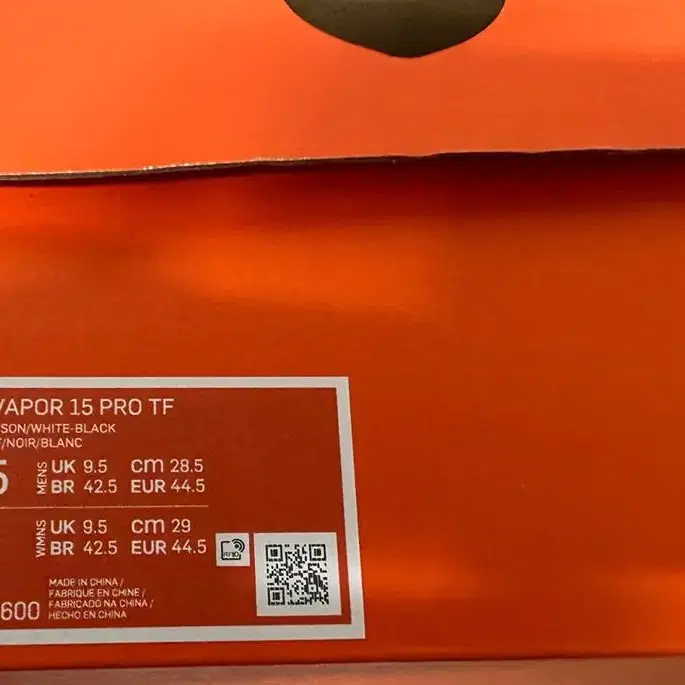 VAPOR 15 PRO TF
SON/WHITE-BLACK
/NOIR/BLANC
5 MENS UK 9.5 cm 28.5
BR 42.5 EUR 44.5
WMNS UK 9.5 cm 29
BR 42.5 EUR 44.5
RFID
MADE IN CHINA /
FABRIQUE EN CHINE /
600 FABRICADO NA CHINA /
HECHO EN CHINA